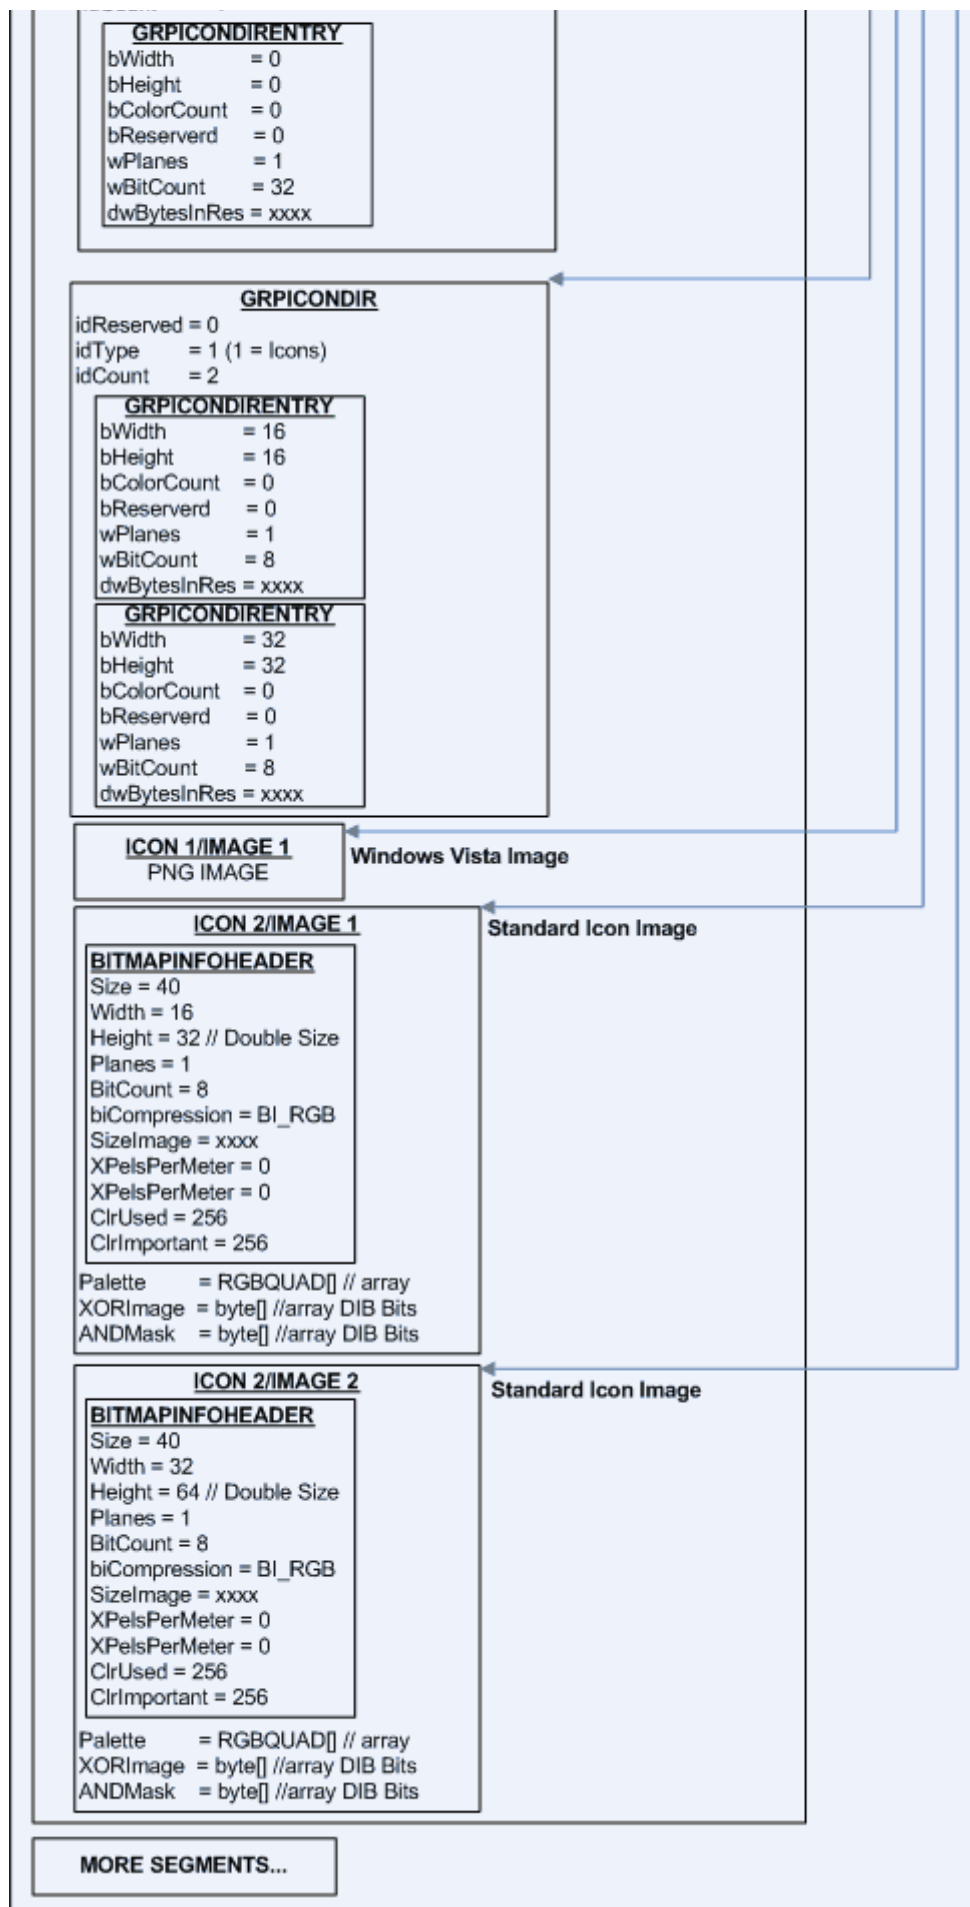 GRPICONDIRENTRY
bWidth = 0
bHeight = 0
bColorCount = 0
bReserverd = 0
wPlanes = 1
wBitCount = 32
dwBytesInRes = xxxx
GRPICONDIR
idReserved = 0
idType = 1 (1 = Icons)
idCount = 2
GRPICONDIRENTRY
bWidth = 16
bHeight = 16
bColorCount = 0
bReserverd = 0
wPlanes = 1
wBitCount = 8
dwBytesInRes = xxxx
GRPICONDIRENTRY
bWidth = 32
bHeight = 32
bColorCount = 0
bReserverd = 0
wPlanes = 1
wBitCount = 8
dwBytesInRes = xxxx
ICON 1/IMAGE 1
PNG IMAGE
Windows Vista Image
ICON 2/IMAGE 1
Standard Icon Image
BITMAPINFOHEADER
Size = 40
Width = 16
Height = 32 // Double Size
Planes = 1
BitCount = 8
biCompression = BI_RGB
SizeImage = xxxx
XPelsPerMeter = 0
XPelsPerMeter = 0
ClrUsed = 256
ClrImportant = 256
Palette = RGBQUAD[] // array
XORImage = byte[] //array DIB Bits
ANDMask = byte[] //array DIB Bits
ICON 2/IMAGE 2
Standard Icon Image
BITMAPINFOHEADER
Size = 40
Width = 32
Height = 64 // Double Size
Planes = 1
BitCount = 8
biCompression = BI_RGB
SizeImage = xxxx
XPelsPerMeter = 0
XPelsPerMeter = 0
ClrUsed = 256
ClrImportant = 256
Palette = RGBQUAD[] // array
XORImage = byte[] //array DIB Bits
ANDMask = byte[] //array DIB Bits
MORE SEGMENTS...